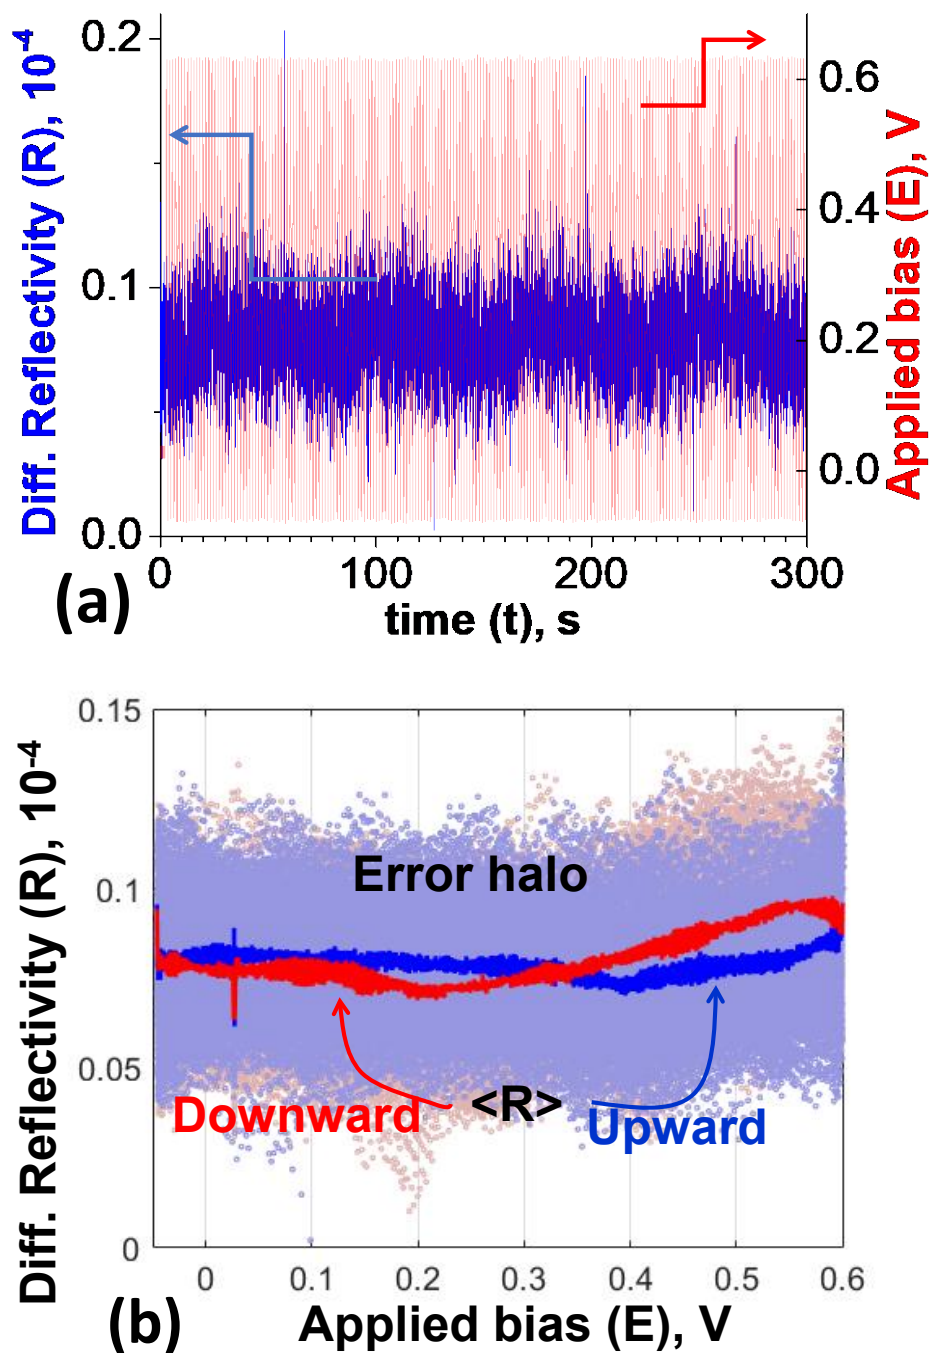 Diff. Reflectivity (R), 10⁻⁴
0.2
0.1
0.0
0.6
0.4
0.2
0.0
Applied bias (E), V
0
100
200
300
time (t), s
(a)
Diff. Reflectivity (R), 10⁻⁴
0.15
0.1
0.05
0
Error halo
Downward
<R>
Upward
0
0.1
0.2
0.3
0.4
0.5
0.6
Applied bias (E), V
(b)